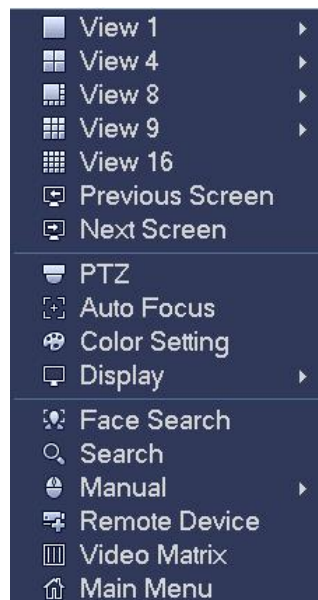 View 1
View 4
View 8
View 9
View 16
Previous Screen
Next Screen
PTZ
Auto Focus
Color Setting
Display
Face Search
Search
Manual
Remote Device
Video Matrix
Main Menu